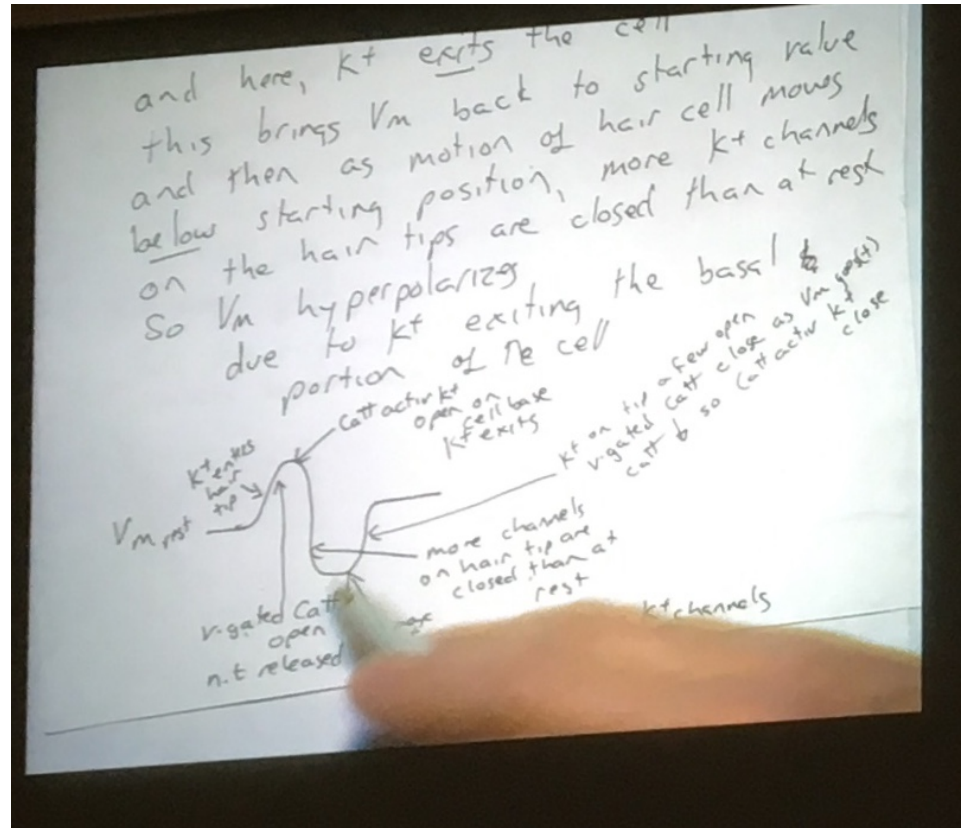 and here, K+ exits the cell
this brings Vm back to starting value
and then as motion of hair cell moves
below starting position, more K+ channels
on the hair tips are closed than at rest
So Vm hyperpolarizes
due to K+ exiting the basal
portion of the cell
Ca++ activ K+
open on
cell base
K+ exits
K+ enters
hair
tip
Vm rest
K+ on tip a few open
v-gated Ca++ close as Vm goes(+)
Ca++ ↓ so Ca++ activ K+
close
more channels
on hair tip are
closed than at
rest
v-gated Ca++
open
n.t released
K+ channels